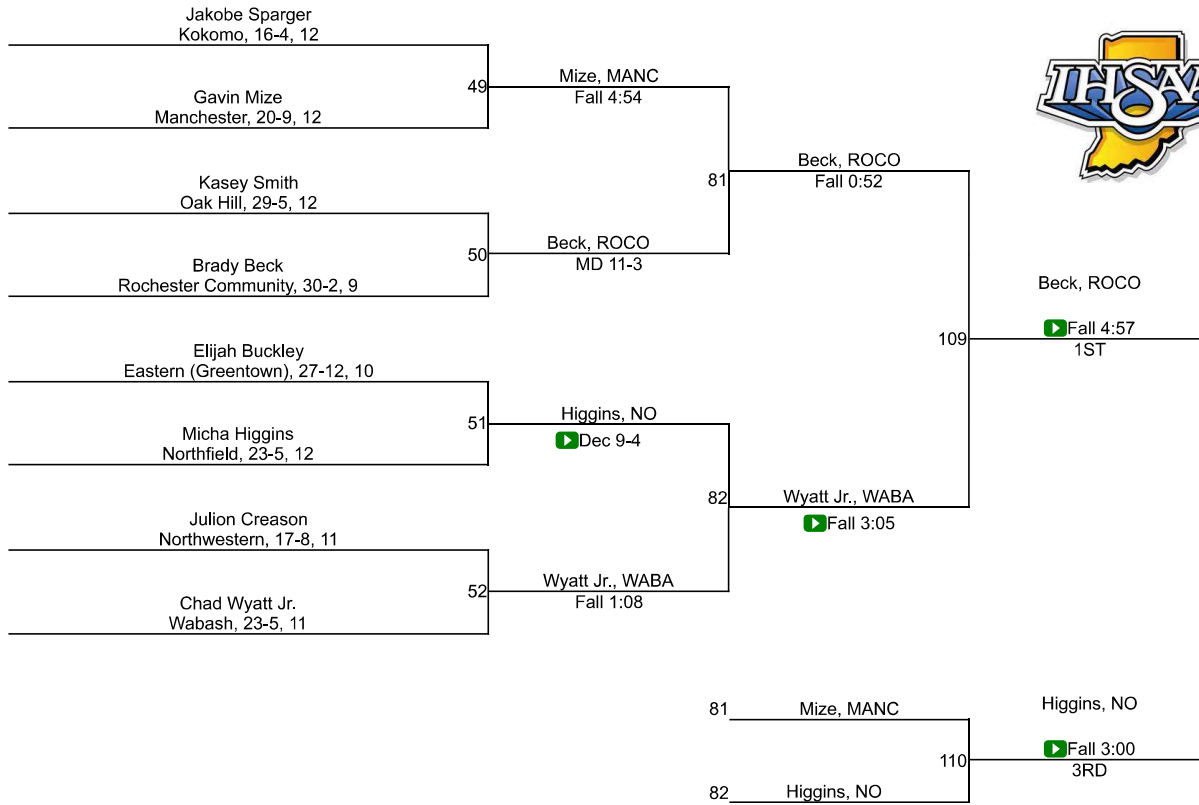 Jakobe Sparger
Kokomo, 16-4, 12
49
Gavin Mize
Manchester, 20-9, 12
Mize, MANC
Fall 4:54
IHSAA
Kasey Smith
Oak Hill, 29-5, 12
50
Brady Beck
Rochester Community, 30-2, 9
Beck, ROCO
MD 11-3
81
Beck, ROCO
Fall 0:52
Elijah Buckley
Eastern (Greentown), 27-12, 10
51
Micha Higgins
Northfield, 23-5, 12
Higgins, NO
Dec 9-4
Julion Creason
Northwestern, 17-8, 11
52
Chad Wyatt Jr.
Wabash, 23-5, 11
Wyatt Jr., WABA
Fall 1:08
82
Wyatt Jr., WABA
Fall 3:05
109
Beck, ROCO
Fall 4:57
1ST
81
Mize, MANC
82
Higgins, NO
110
Higgins, NO
Fall 3:00
3RD